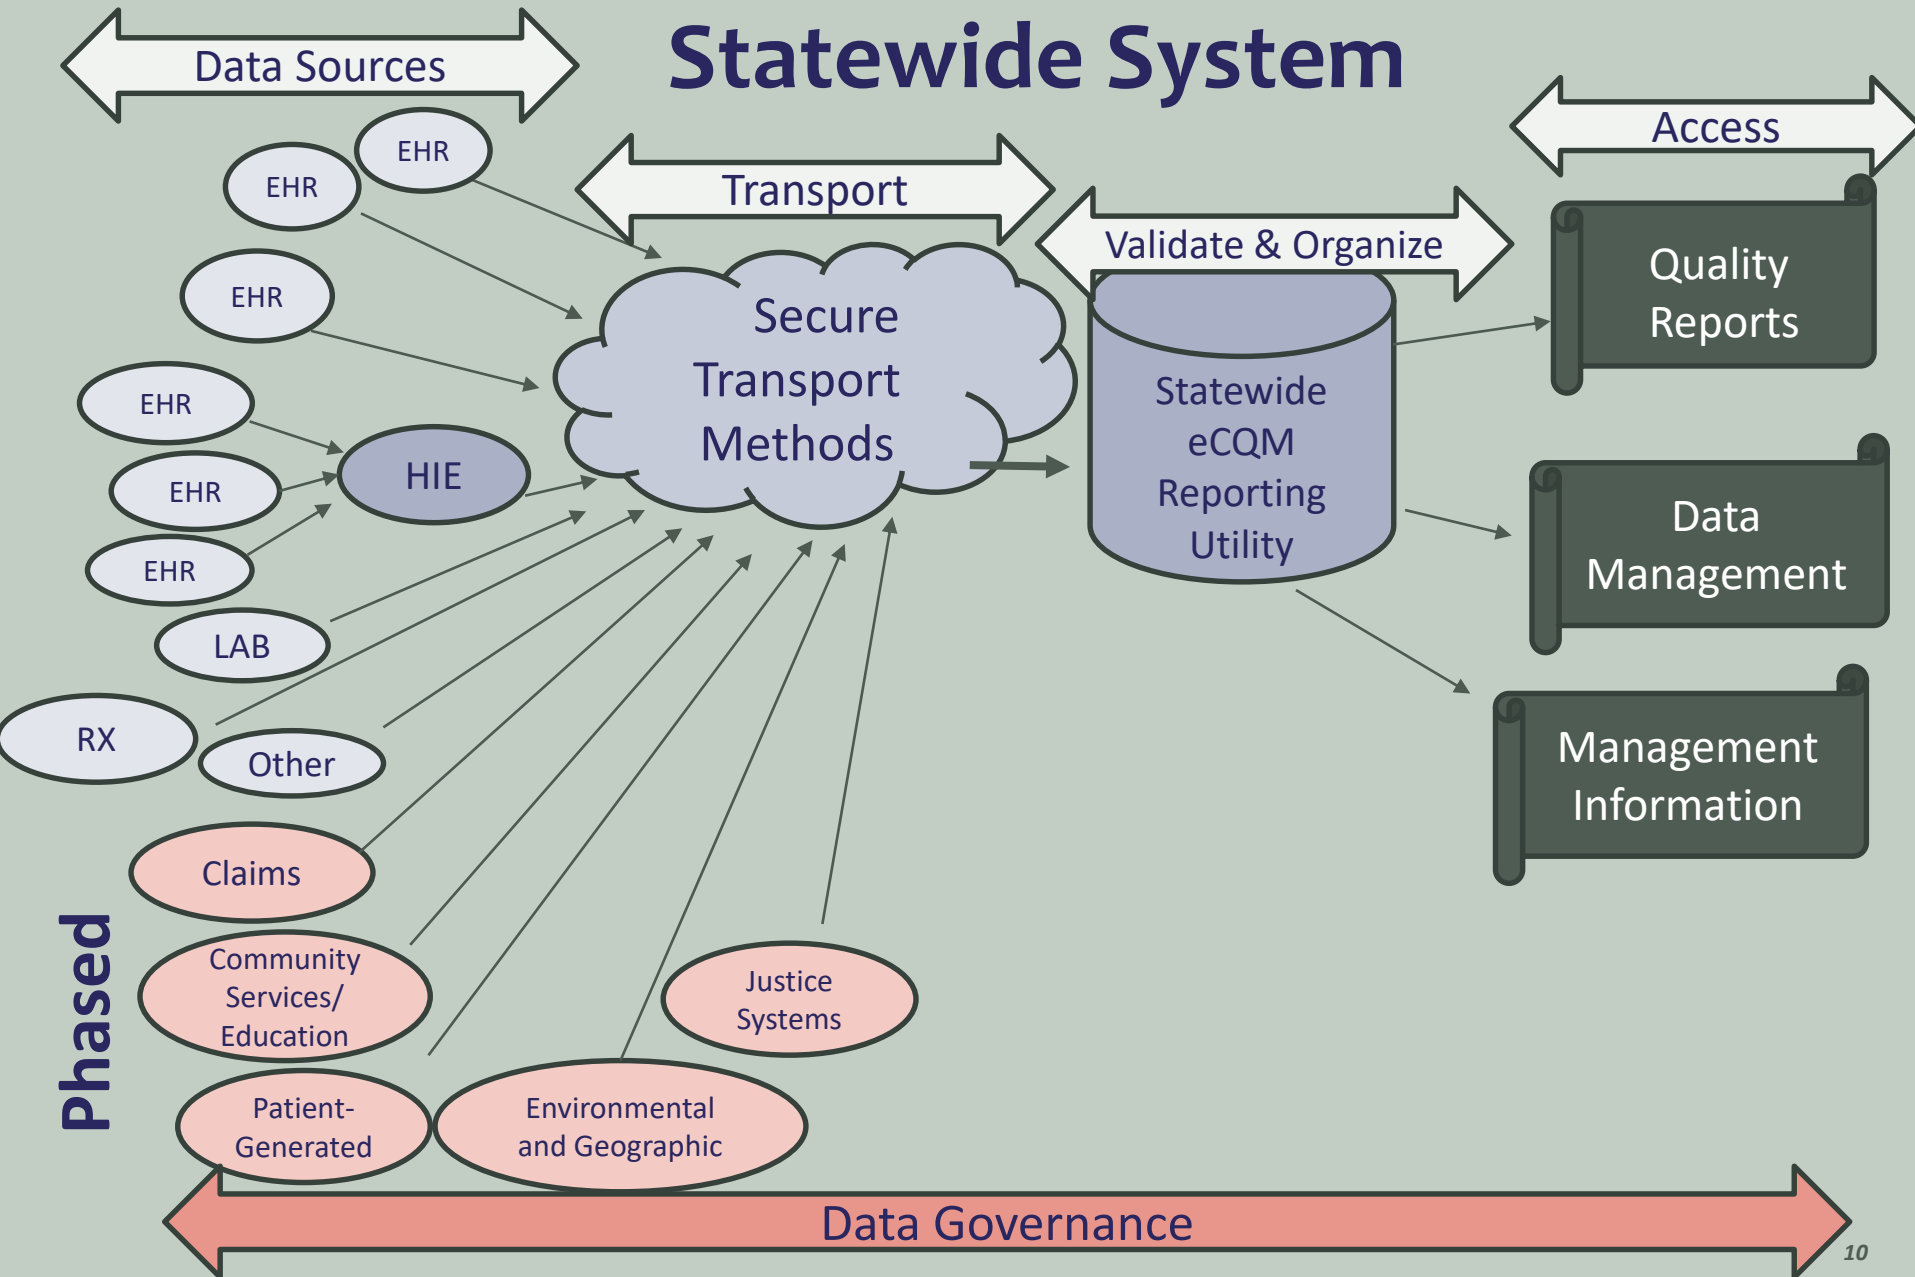 Statewide System
Data Sources
Transport
Validate & Organize
Access
EHR
EHR
EHR
EHR
EHR
EHR
HIE
LAB
RX
Other
Secure
Transport
Methods
Statewide
eCQM
Reporting
Utility
Quality
Reports
Data
Management
Management
Information
Phased
Claims
Community
Services/
Education
Patient-
Generated
Environmental
and Geographic
Justice
Systems
Data Governance
10